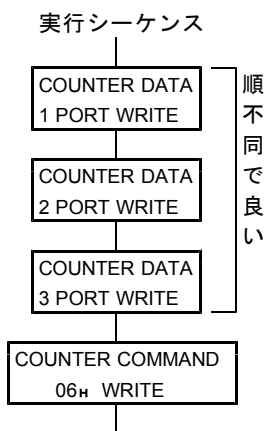 実行シーケンス
COUNTER DATA
1 PORT WRITE
COUNTER DATA
2 PORT WRITE
COUNTER DATA
3 PORT WRITE
順不同で良い
COUNTER COMMAND
06H WRITE